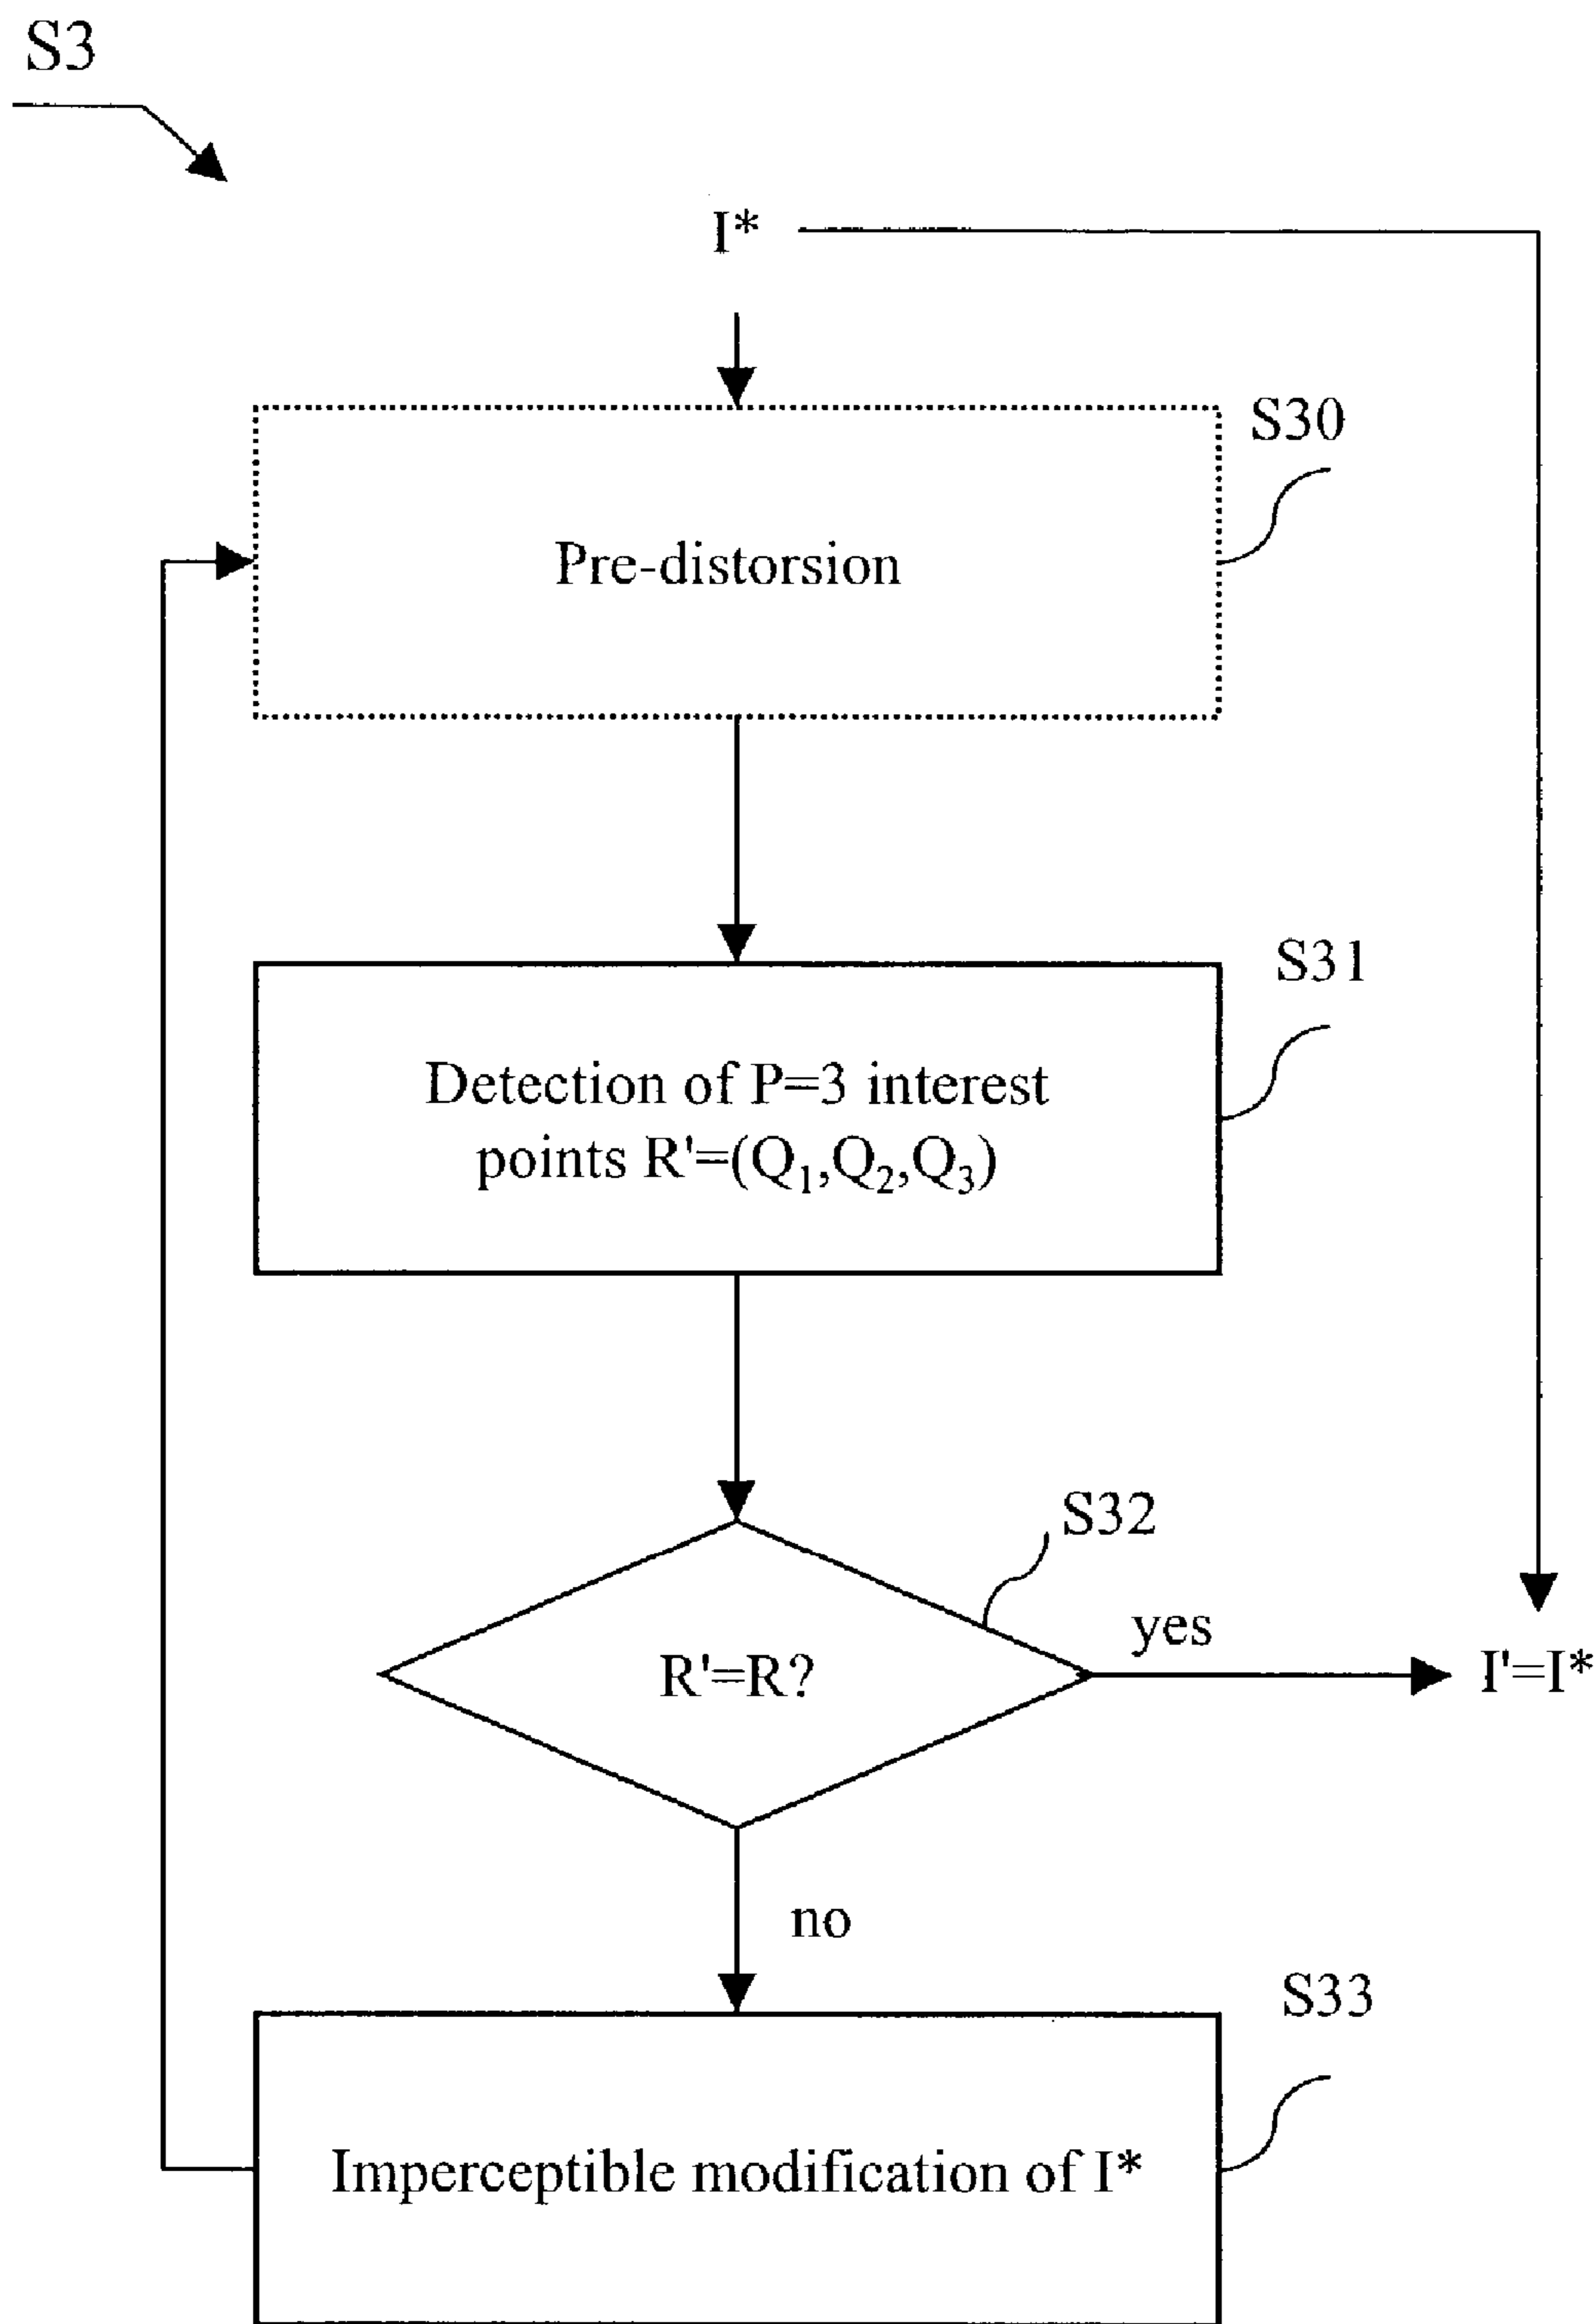 S3
I*
S30
Pre-distorsion
S31
Detection of P=3 interest
points R'=(Q₁,Q₂,Q₃)
S32
yes
R'=R?
I'=I*
no
S33
Imperceptible modification of I*